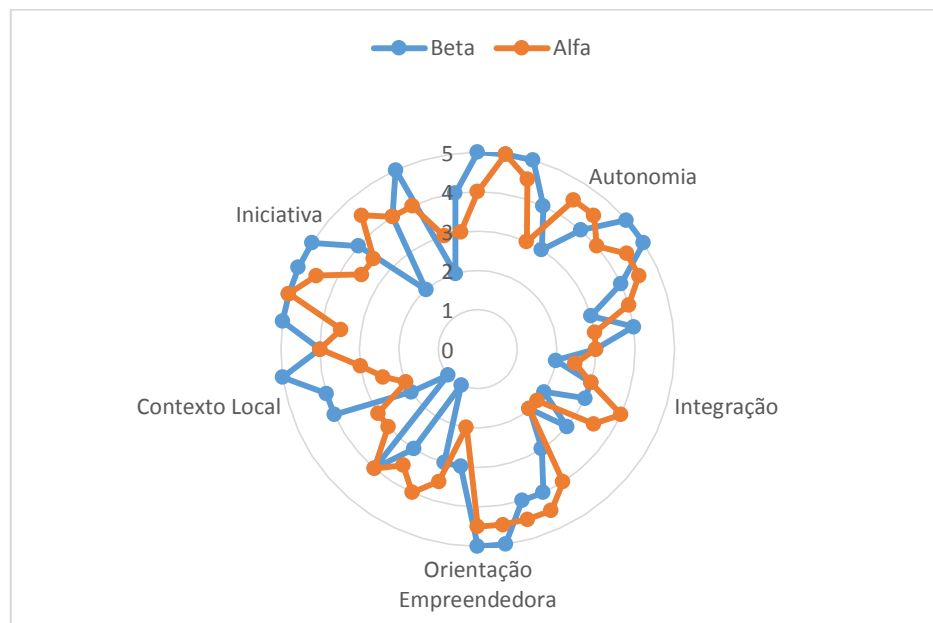 Beta
Alfa
5
Autonomia
4
Iniciativa
3
2
1
0
Contexto Local
Integração
Orientação
Empreendedora